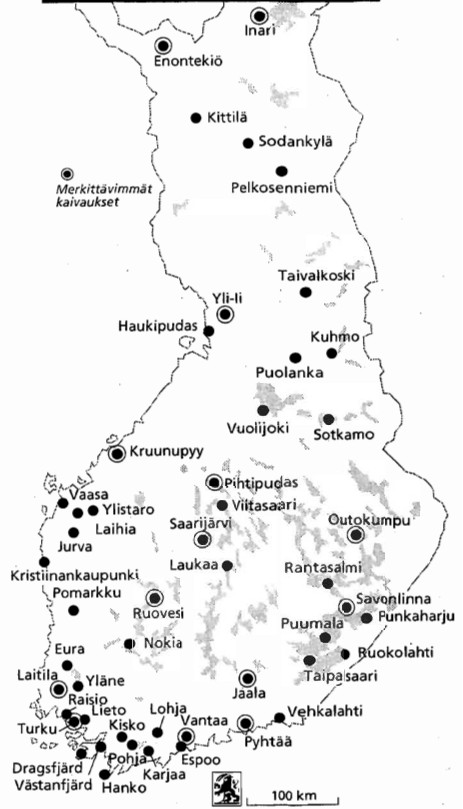 Inari
Enontekiö
Kittilä
Sodankylä
Pelkosenniemi
Merkittävimmät
kaivaukset
Taivalkoski
Yli-Ii
Haukipudas
Kuhmo
Puolanka
Vuolijoki
Sotkamo
Kruunupyy
Pihtipudas
Vaasa
Viitasaari
Ylistaro
Laihia
Saarijärvi
Outokumpu
Jurva
Laukaa
Rantasalmi
Kristiinankaupunki
Pomarkku
Ruovesi
Savonlinna
Punkaharju
Puumala
Nokia
Eura
Ruokolahti
Laitila
Yläne
Jaala
Taipalsaari
Raisio
Lieto
Kisko
Lohja
Vantaa
Vehkalahti
Turku
Pyhtää
Dragsfjärd
Pohja
Karjaa
Espoo
Västanfjärd
Hanko
100 km